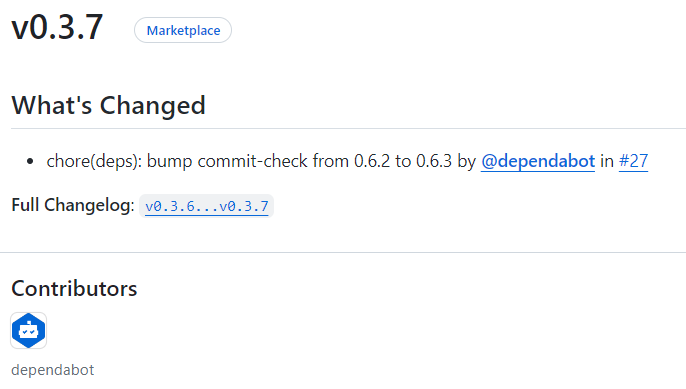 v0.3.7 Marketplace
What's Changed
• chore(deps): bump commit-check from 0.6.2 to 0.6.3 by @dependabot in #27
Full Changelog: v0.3.6...v0.3.7
Contributors
dependabot